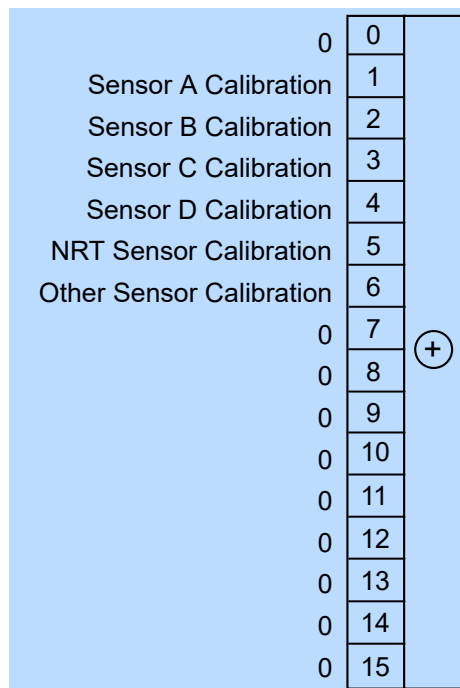 0 0
Sensor A Calibration 1
Sensor B Calibration 2
Sensor C Calibration 3
Sensor D Calibration 4
NRT Sensor Calibration 5
Other Sensor Calibration 6
0 7
+
0 8
0 9
0 10
0 11
0 12
0 13
0 14
0 15